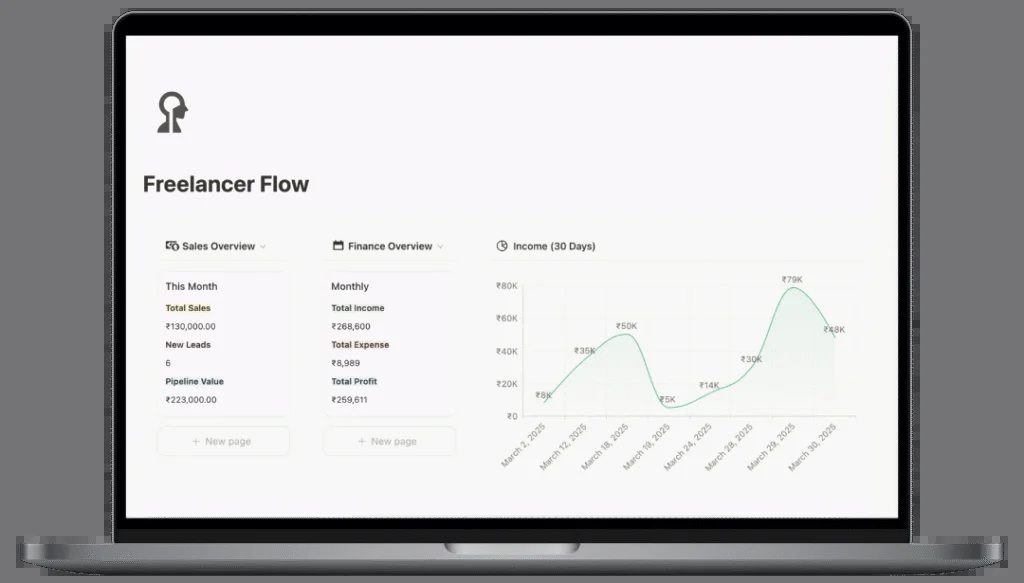 Freelancer Flow
Sales Overview
This Month
Total Sales
₹130,000.00
New Leads
6
Pipeline Value
₹223,000.00
+ New page
Finance Overview
Monthly
Total Income
₹268,600
Total Expense
₹8,989
Total Profit
₹259,611
+ New page
Income (30 Days)
₹80K
₹60K
₹40K
₹20K
₹0
₹8K
₹35K
₹50K
₹5K
₹14K
₹30K
₹79K
₹48K
March 2, 2025
March 12, 2025
March 18, 2025
March 19, 2025
March 24, 2025
March 28, 2025
March 29, 2025
March 30, 2025